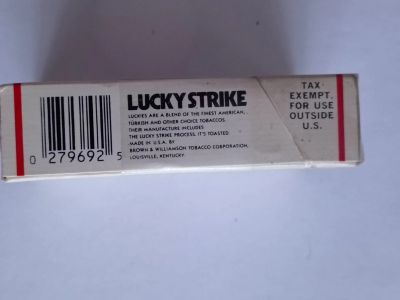 LUCKY STRIKE
LUCKIES ARE A BLEND OF THE FINEST AMERICAN,
TURKISH AND OTHER CHOICE TOBACCOS.
THEIR MANUFACTURE INCLUDES
THE LUCKY STRIKE PROCESS. IT'S TOASTED.
MADE IN U.S.A. BY
BROWN & WILLIAMSON TOBACCO CORPORATION,
LOUISVILLE, KENTUCKY.
0 279692 5
TAX-
EXEMPT.
FOR USE
OUTSIDE
U.S.